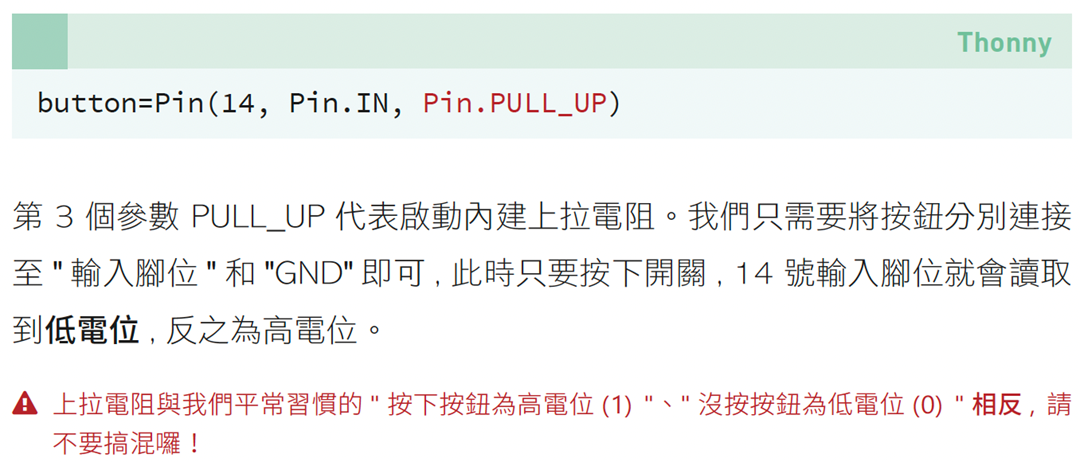 Thonny
button=Pin(14, Pin.IN, Pin.PULL_UP)
第 3 個參數 PULL_UP 代表啟動內建上拉電阻。我們只需要將按鈕分別連接
至 " 輸入腳位 " 和 "GND" 即可 , 此時只要按下開關 , 14 號輸入腳位就會讀取
到低電位 , 反之為高電位。
上拉電阻與我們平常習慣的 " 按下按鈕為高電位 (1) "、" 沒按按鈕為低電位 (0) " 相反 , 請
不要搞混囉！